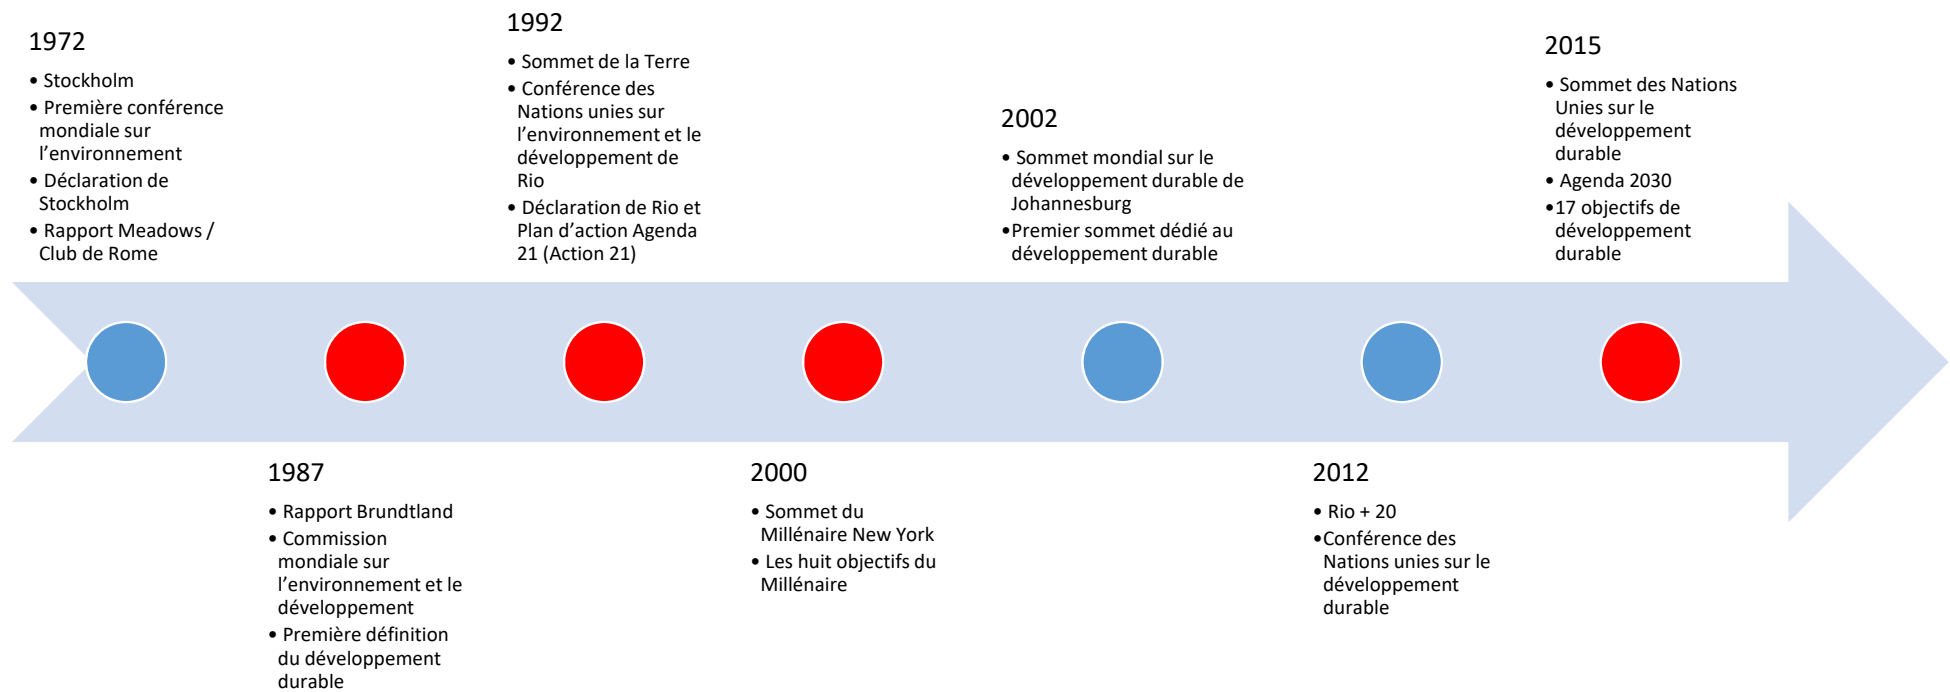 1972
• Stockholm
• Première conférence
mondiale sur
l’environnement
• Déclaration de
Stockholm
• Rapport Meadows /
Club de Rome
1987
• Rapport Brundtland
• Commission
mondiale sur
l’environnement et le
développement
• Première définition
du développement
durable
1992
• Sommet de la Terre
• Conférence des
Nations unies sur
l’environnement et le
développement de
Rio
• Déclaration de Rio et
Plan d’action Agenda
21 (Action 21)
2000
• Sommet du
Millénaire New York
• Les huit objectifs du
Millénaire
2002
• Sommet mondial sur le
développement durable de
Johannesburg
•Premier sommet dédié au
développement durable
2012
• Rio + 20
•Conférence des
Nations unies sur le
développement
durable
2015
• Sommet des Nations
Unies sur le
développement
durable
• Agenda 2030
•17 objectifs de
développement
durable